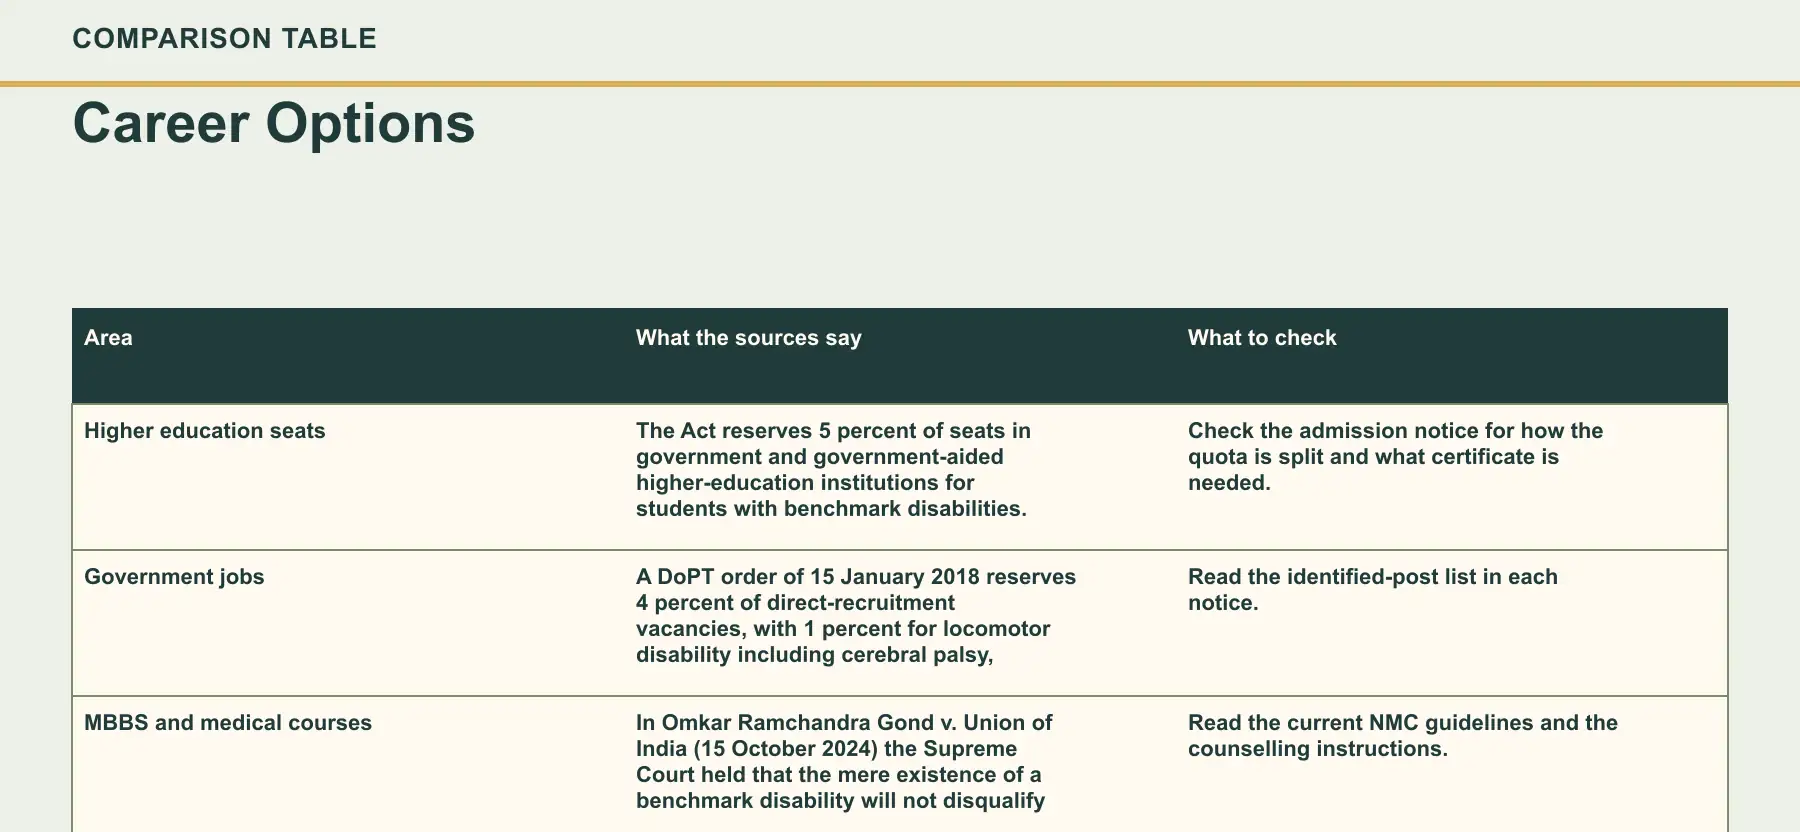 COMPARISON TABLE
Career Options
Area
What the sources say
What to check
Higher education seats
The Act reserves 5 percent of seats in
government and government-aided
higher-education institutions for
students with benchmark disabilities.
Check the admission notice for how the
quota is split and what certificate is
needed.
Government jobs
A DoPT order of 15 January 2018 reserves
4 percent of direct-recruitment
vacancies, with 1 percent for locomotor
disability including cerebral palsy,
Read the identified-post list in each
notice.
MBBS and medical courses
In Omkar Ramchandra Gond v. Union of
India (15 October 2024) the Supreme
Court held that the mere existence of a
benchmark disability will not disqualify
Read the current NMC guidelines and the
counselling instructions.